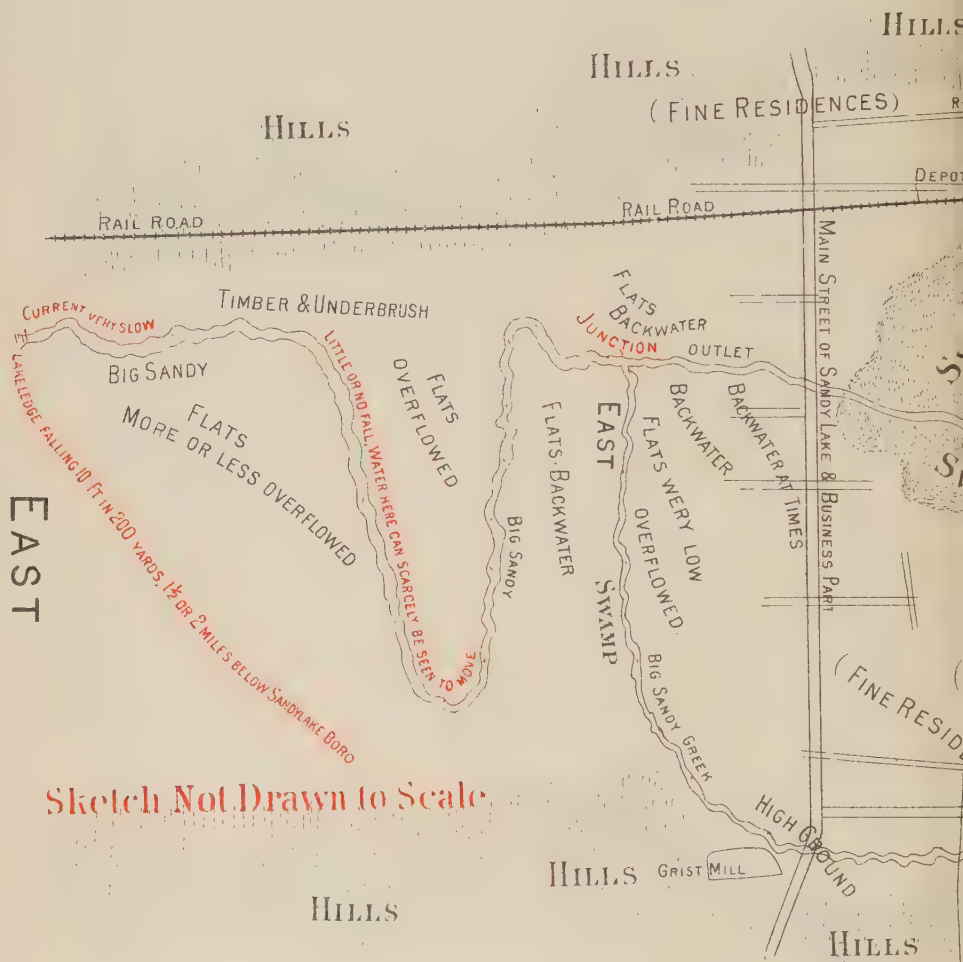 HILLS
HILLS
(FINE RESIDENCES)
HILLS
DEPOT
RAIL ROAD
RAIL ROAD
MAIN STREET OF SANDY LAKE & BUSINESS PART
CURRENT VERY SLOW
TIMBER & UNDERBRUSH
FLATS
BACKWATER
JUNCTION
OUTLET
BIG SANDY
LITTLE OR NO FALL, WATER HERE CAN SCARCELY BE SEEN TO MOVE
FLATS
OVERFLOWED
FLATS
MORE OR LESS OVERFLOWED
LAKE LEDGE FALLING 10 FT IN 200 YARDS, 1½ OR 2 MILES BELOW SANDYLAKE BORO
EAST
BIG SANDY
FLATS·BACKWATER
EAST
SWAMP
FLATS WERY LOW
OVERFLOWED.
BACKWATER
BACKWATER AT TIMES
BIG SANDY GREEK
(FINE RESIDE
Sketch Not Drawn to Scale
HIGH GROUND
HILLS
GRIST MILL
HILLS
HILLS